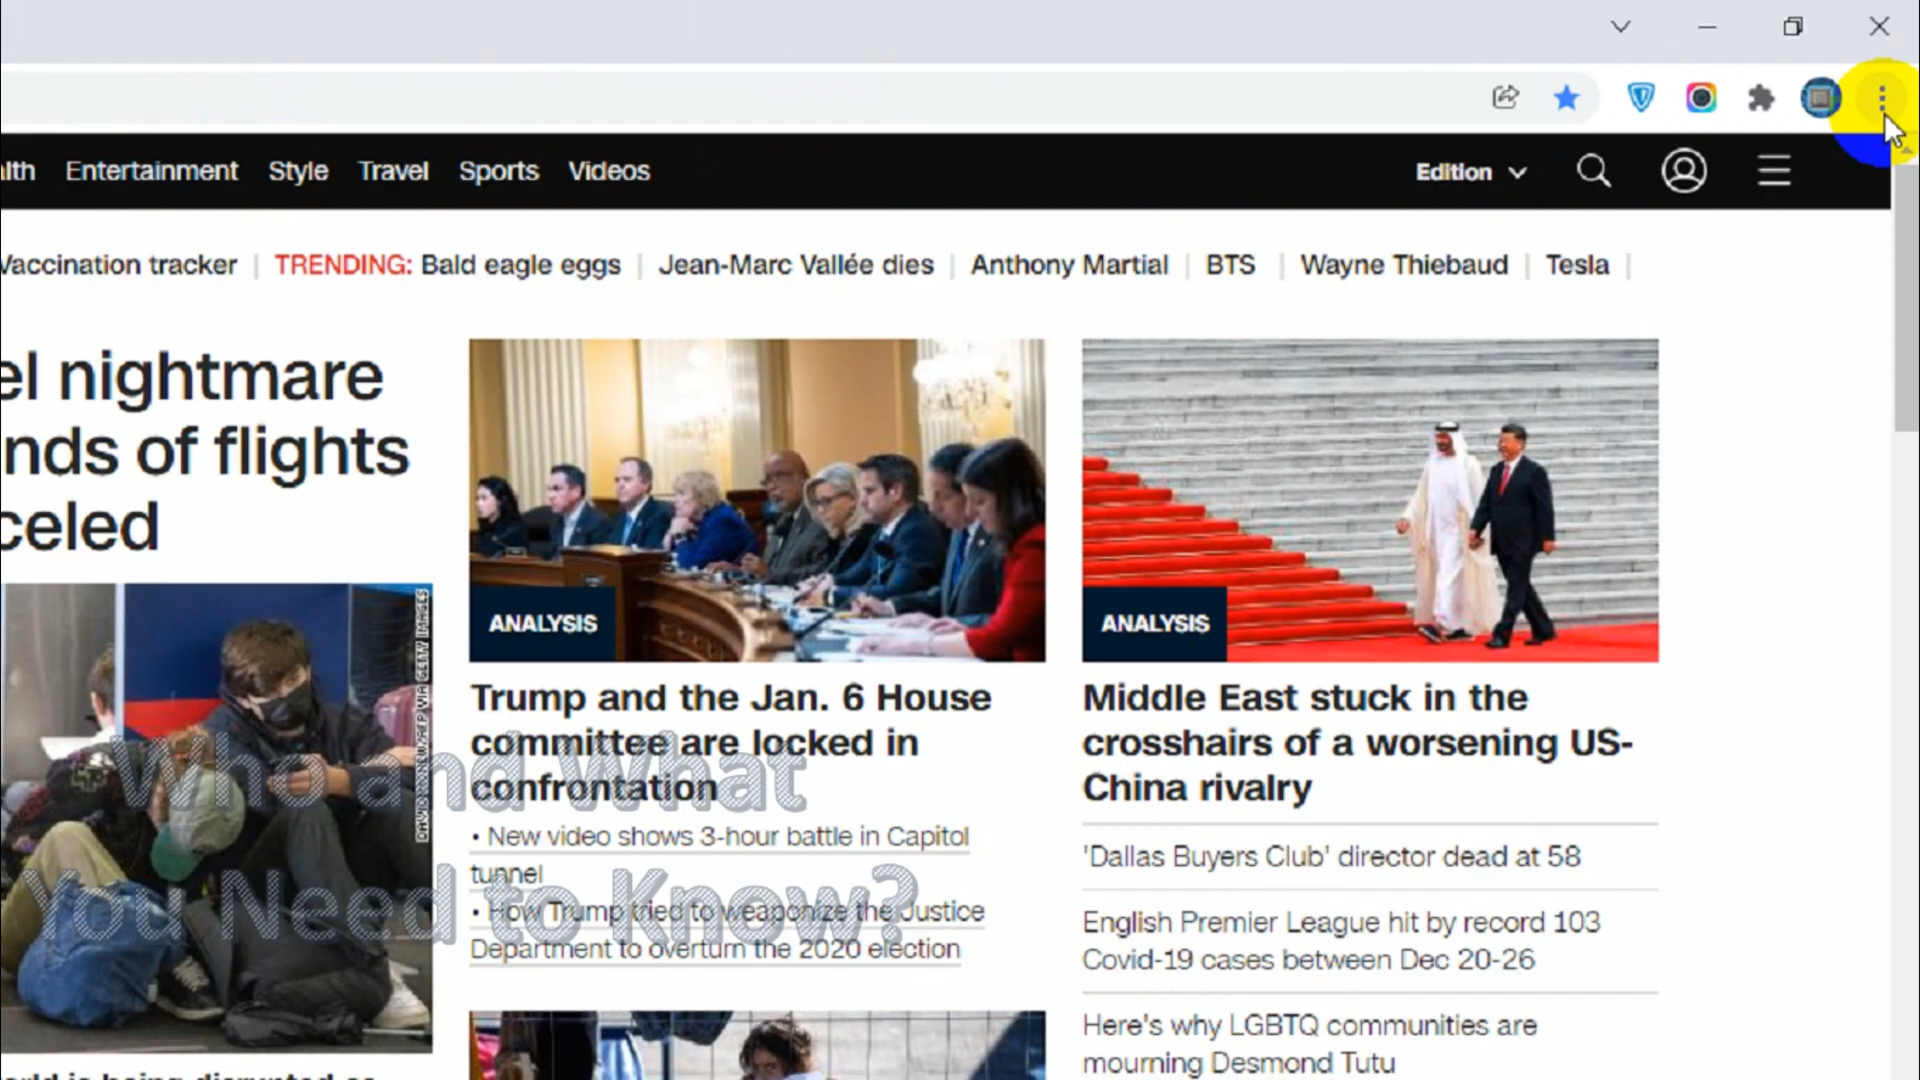 Entertainment Style Travel Sports Videos Edition
Vaccination tracker | TRENDING: Bald eagle eggs | Jean-Marc Vallée dies | Anthony Martial | BTS | Wayne Thiebaud | Tesla |
el nightmare
nds of flights
celed
VIA GETTY IMAGES
ANALYSIS
Trump and the Jan. 6 House
committee are locked in
confrontation
• New video shows 3-hour battle in Capitol
tunnel
• How Trump tried to weaponize the Justice
Department to overturn the 2020 election
ANALYSIS
Middle East stuck in the
crosshairs of a worsening US-
China rivalry
'Dallas Buyers Club' director dead at 58
English Premier League hit by record 103
Covid-19 cases between Dec 20-26
Here's why LGBTQ communities are
mourning Desmond Tutu
Who and What
You Need to Know?